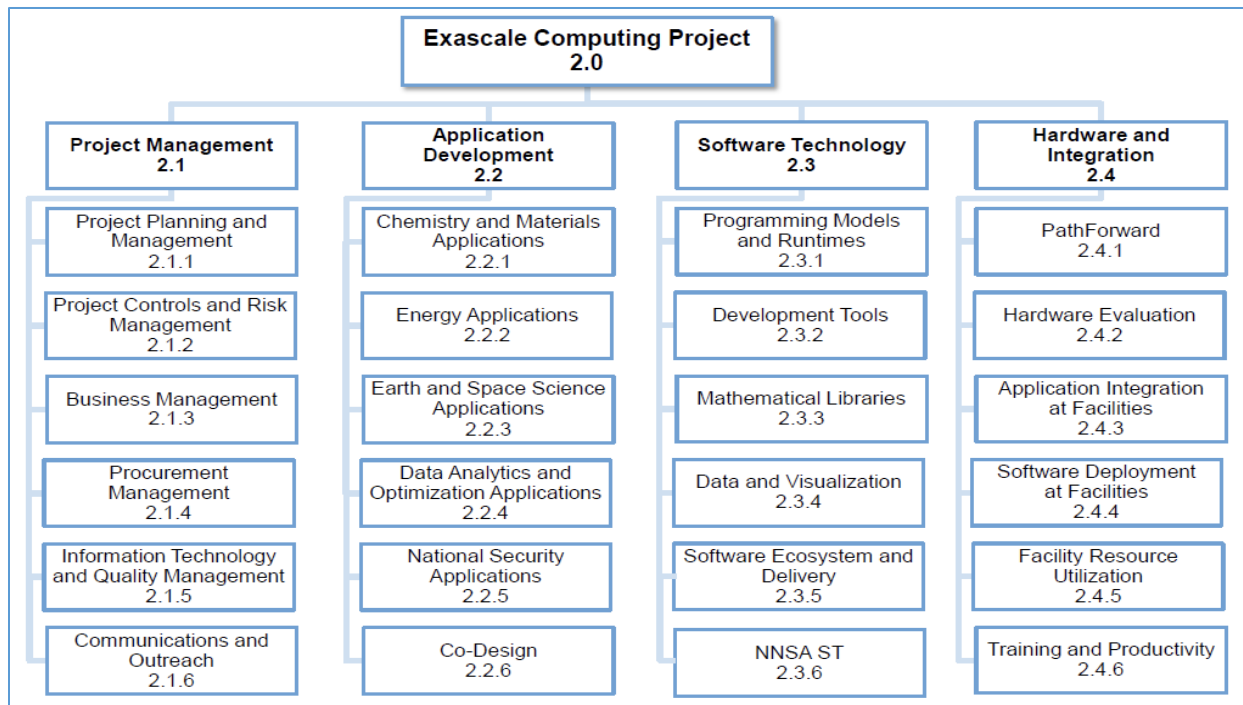 Exascale Computing Project
2.0
Project Management
2.1
Project Planning and
Management
2.1.1
Project Controls and Risk
Management
2.1.2
Business Management
2.1.3
Procurement
Management
2.1.4
Information Technology
and Quality Management
2.1.5
Communications and
Outreach
2.1.6
Application
Development
2.2
Chemistry and Materials
Applications
2.2.1
Energy Applications
2.2.2
Earth and Space Science
Applications
2.2.3
Data Analytics and
Optimization Applications
2.2.4
National Security
Applications
2.2.5
Co-Design
2.2.6
Software Technology
2.3
Programming Models
and Runtimes
2.3.1
Development Tools
2.3.2
Mathematical Libraries
2.3.3
Data and Visualization
2.3.4
Software Ecosystem and
Delivery
2.3.5
NNSA ST
2.3.6
Hardware and
Integration
2.4
PathForward
2.4.1
Hardware Evaluation
2.4.2
Application Integration
at Facilities
2.4.3
Software Deployment
at Facilities
2.4.4
Facility Resource
Utilization
2.4.5
Training and Productivity
2.4.6